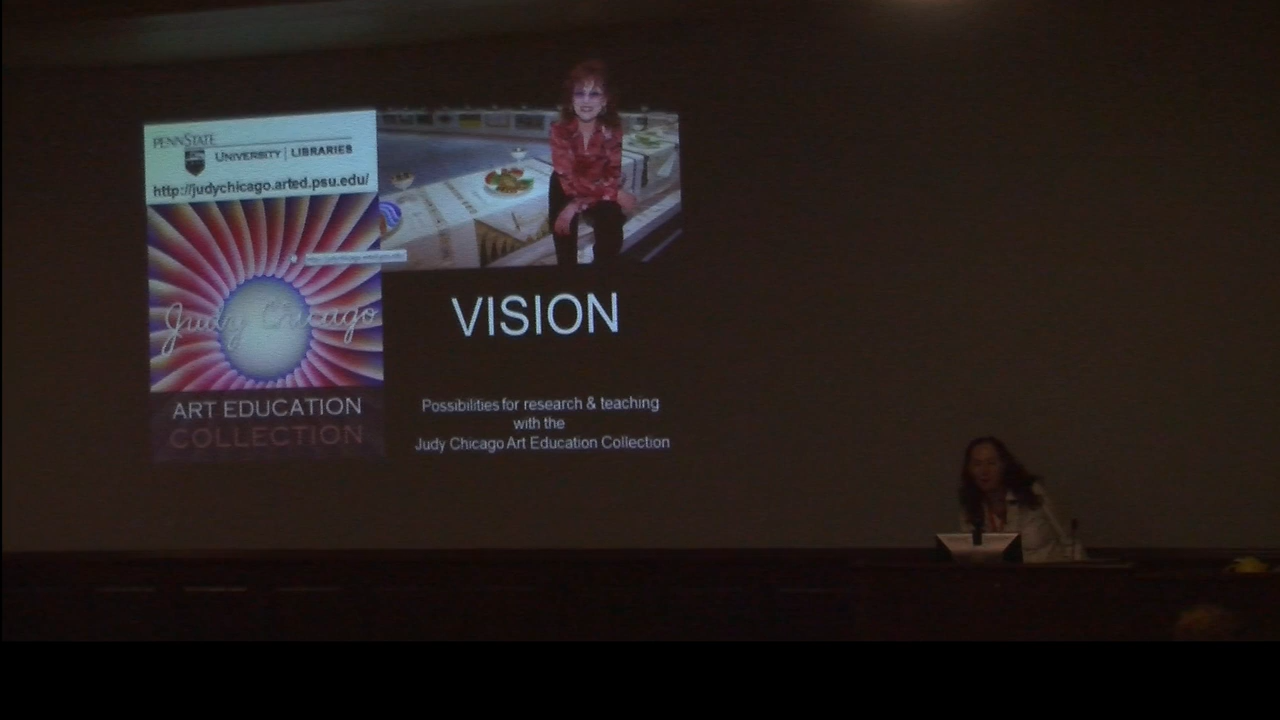 PENNSTATE
UNIVERSITY | LIBRARIES
http://judychicago.arted.psu.edu/
Judy Chicago
ART EDUCATION
COLLECTION
VISION
Possibilities for research & teaching
with the
Judy Chicago Art Education Collection